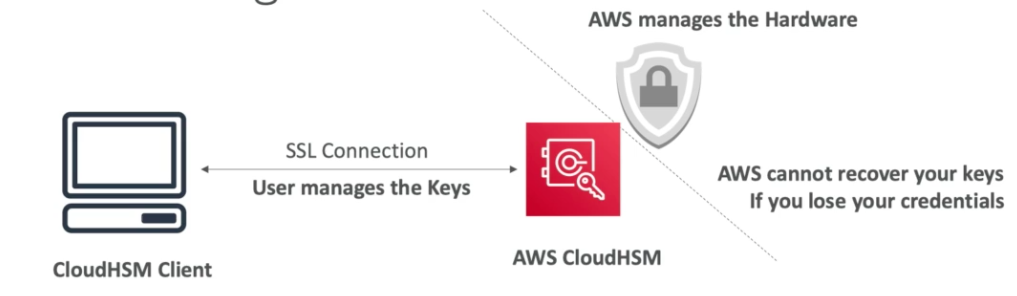 AWS manages the Hardware
SSL Connection
User manages the Keys
AWS cannot recover your keys
If you lose your credentials
AWS CloudHSM
CloudHSM Client